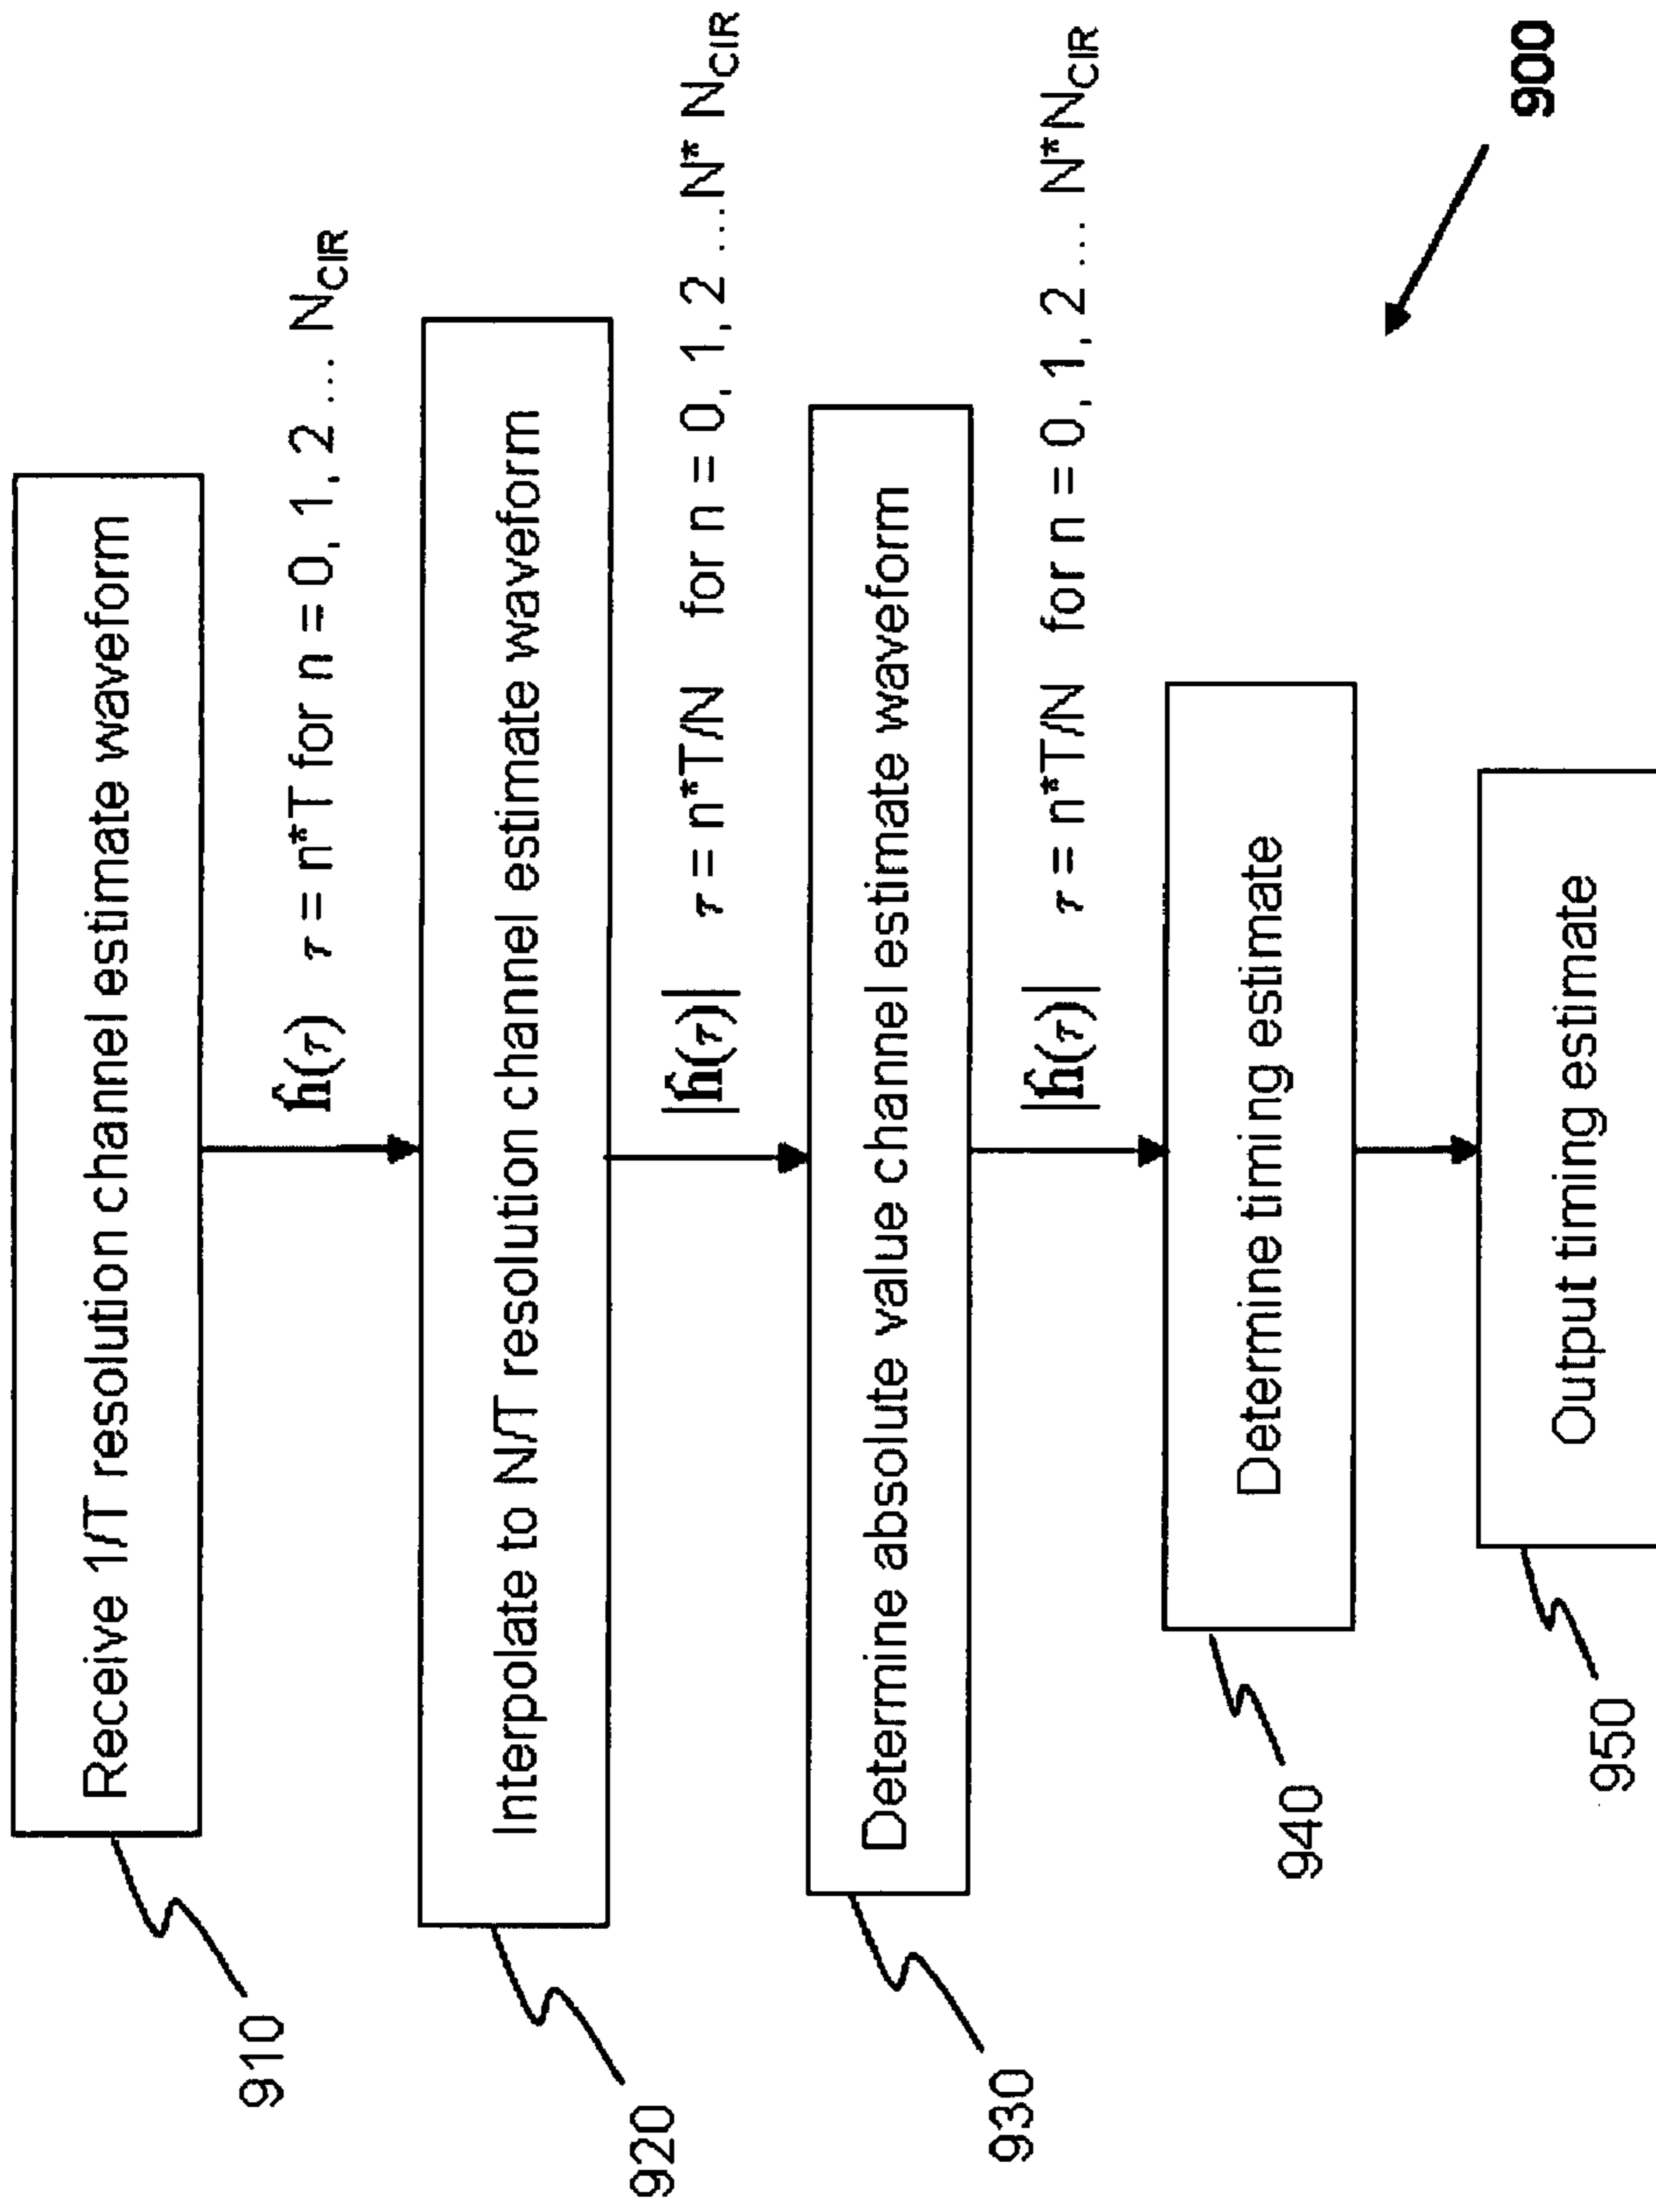 Receive 1/T resolution channel estimate waveform
910
ĥ(τ) τ = n*T for n = 0, 1, 2 … N_CIR
Interpolate to N/T resolution channel estimate waveform
920
|ĥ(τ)| τ = n*T/N for n = 0, 1, 2 … N* N_CIR
Determine absolute value channel estimate waveform
930
|ĥ(τ)| τ = n*T/N for n = 0, 1, 2 … N*N_CIR
Determine timing estimate
940
Output timing estimate
950
900